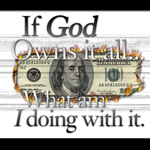 If God
Owns it all...
What am
I doing with it.